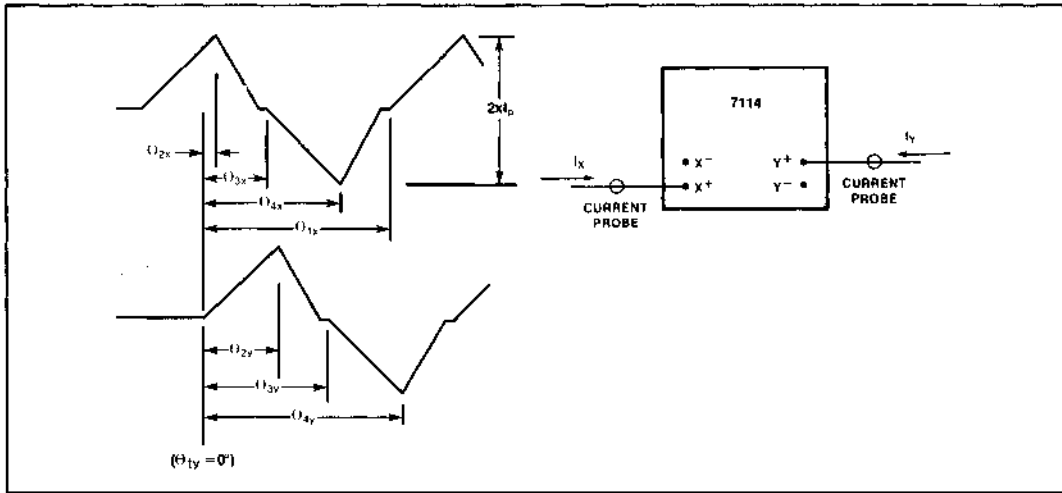 2xIp
7114
Θ2x
Θ3x
Θ4x
Θ1x
X− Y+
X+ Y−
IX
IY
CURRENT
PROBE
CURRENT
PROBE
Θ2y
Θ3y
Θ4y
(Θ1y = 0°)